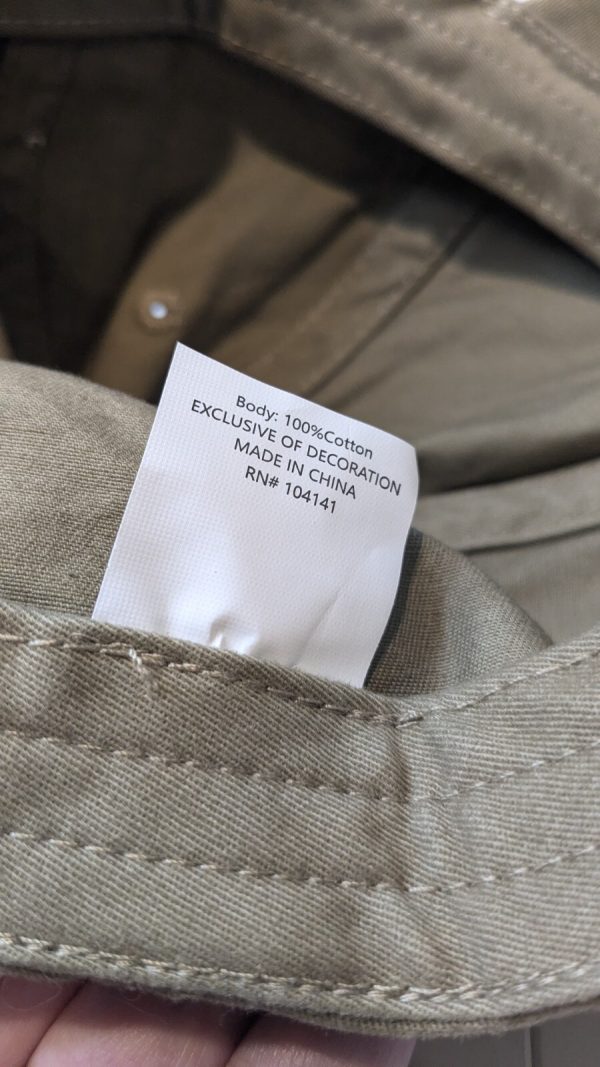 Body: 100%Cotton
EXCLUSIVE OF DECORATION
MADE IN CHINA
RN# 104141